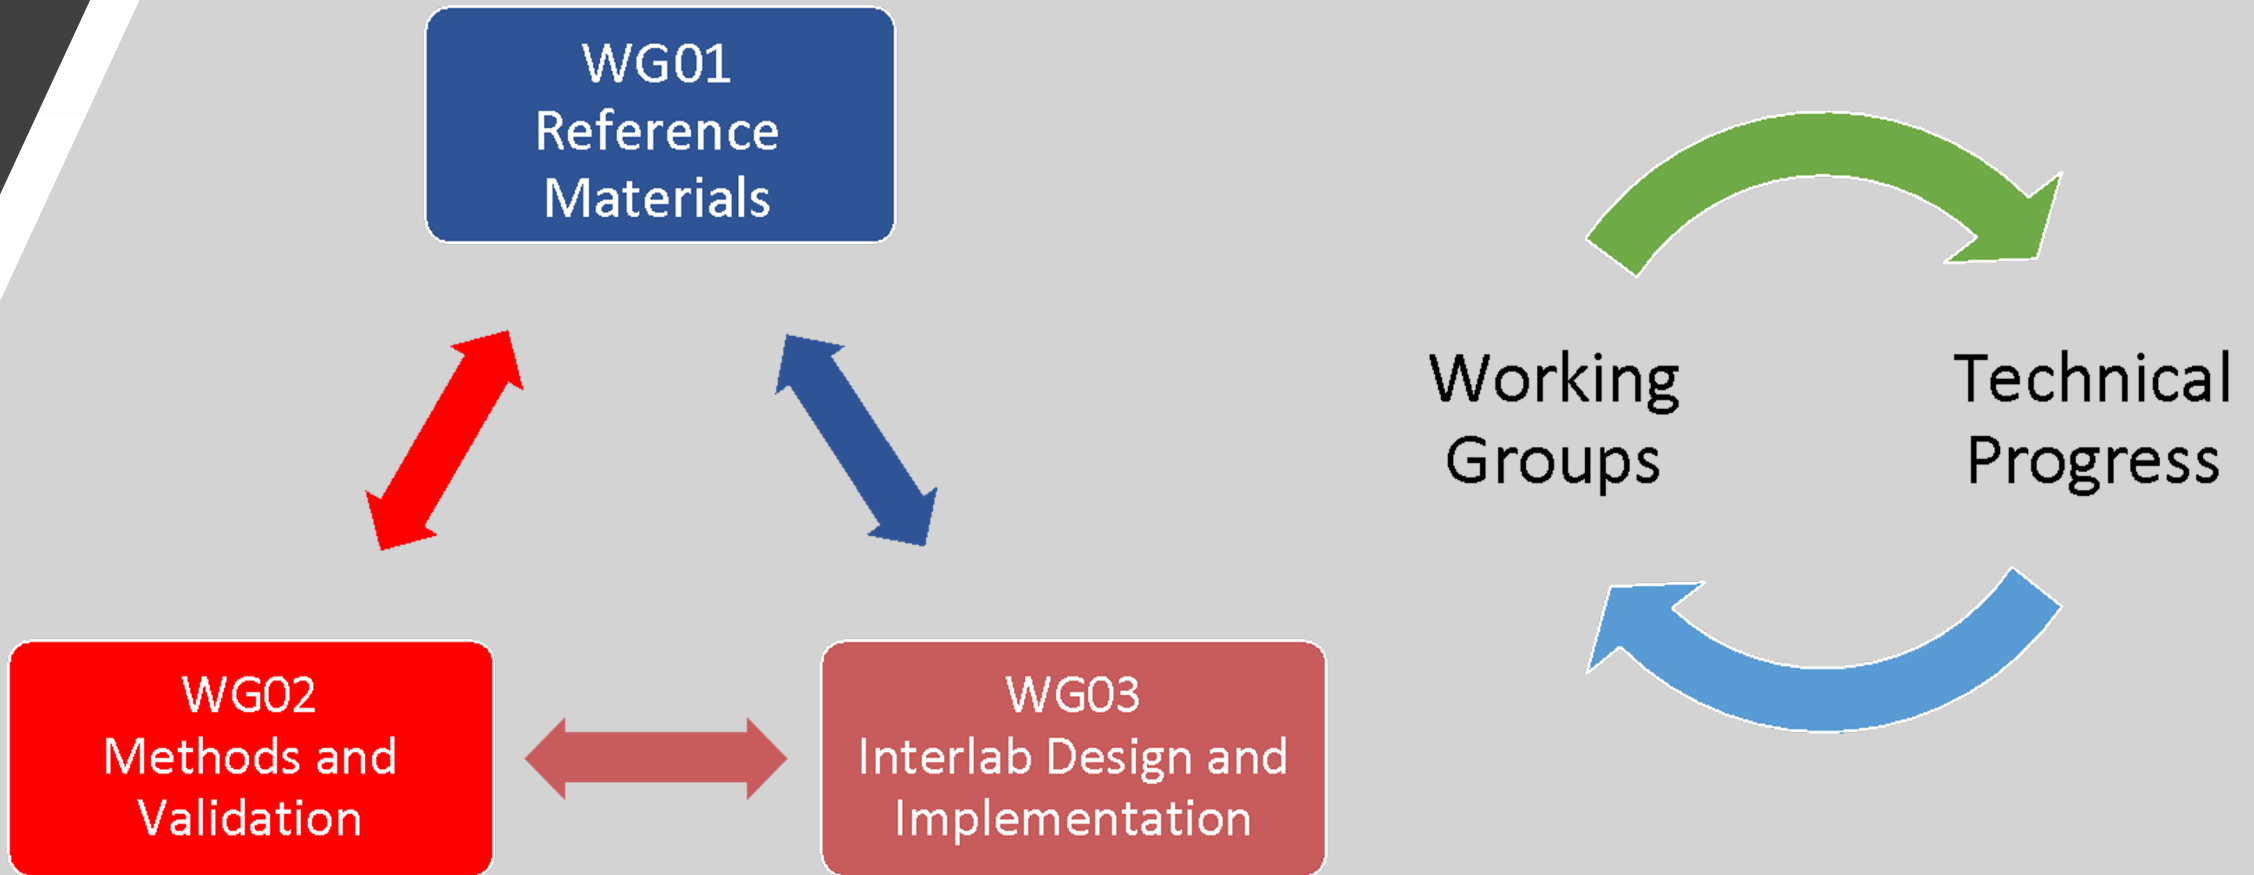 WG01
Reference
Materials
WG02
Methods and
Validation
WG03
Interlab Design and
Implementation
Working
Groups
Technical
Progress